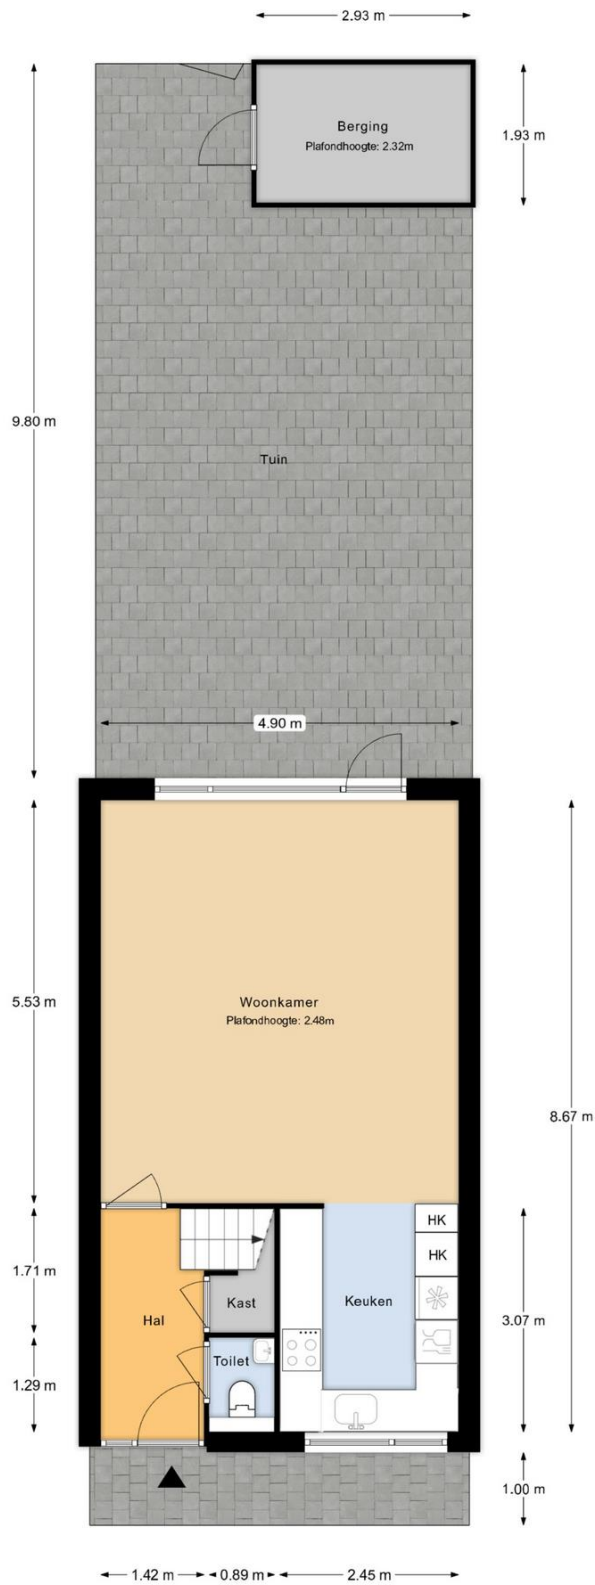 2.93 m
Berging
Plafondhoogte: 2.32m
1.93 m
9.80 m
Tuin
4.90 m
Woonkamer
Plafondhoogte: 2.48m
5.53 m
8.67 m
HK
HK
1.71 m
Kast
Keuken
Hal
3.07 m
Toilet
1.29 m
1.00 m
1.42 m
0.89 m
2.45 m